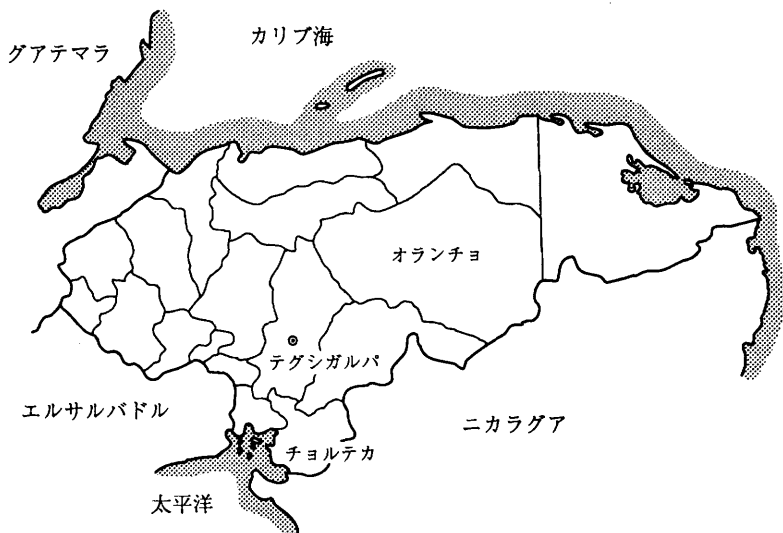 カリブ海
グアテマラ
オランチョ
テグシガルパ
エルサルバドル
ニカラグア
チョルテカ
太平洋